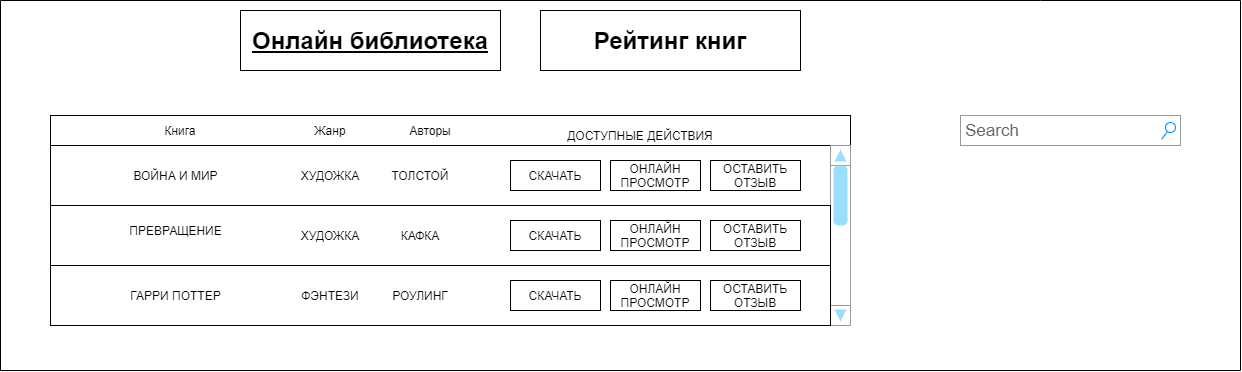 Онлайн библиотека
Рейтинг книг
Книга Жанр Авторы ДОСТУПНЫЕ ДЕЙСТВИЯ
Search
ВОЙНА И МИР ХУДОЖКА ТОЛСТОЙ СКАЧАТЬ
ОНЛАЙН
ПРОСМОТР
ОСТАВИТЬ
ОТЗЫВ
ПРЕВРАЩЕНИЕ ХУДОЖКА КАФКА СКАЧАТЬ
ОНЛАЙН
ПРОСМОТР
ОСТАВИТЬ
ОТЗЫВ
ГАРРИ ПОТТЕР ФЭНТЕЗИ РОУЛИНГ СКАЧАТЬ
ОНЛАЙН
ПРОСМОТР
ОСТАВИТЬ
ОТЗЫВ